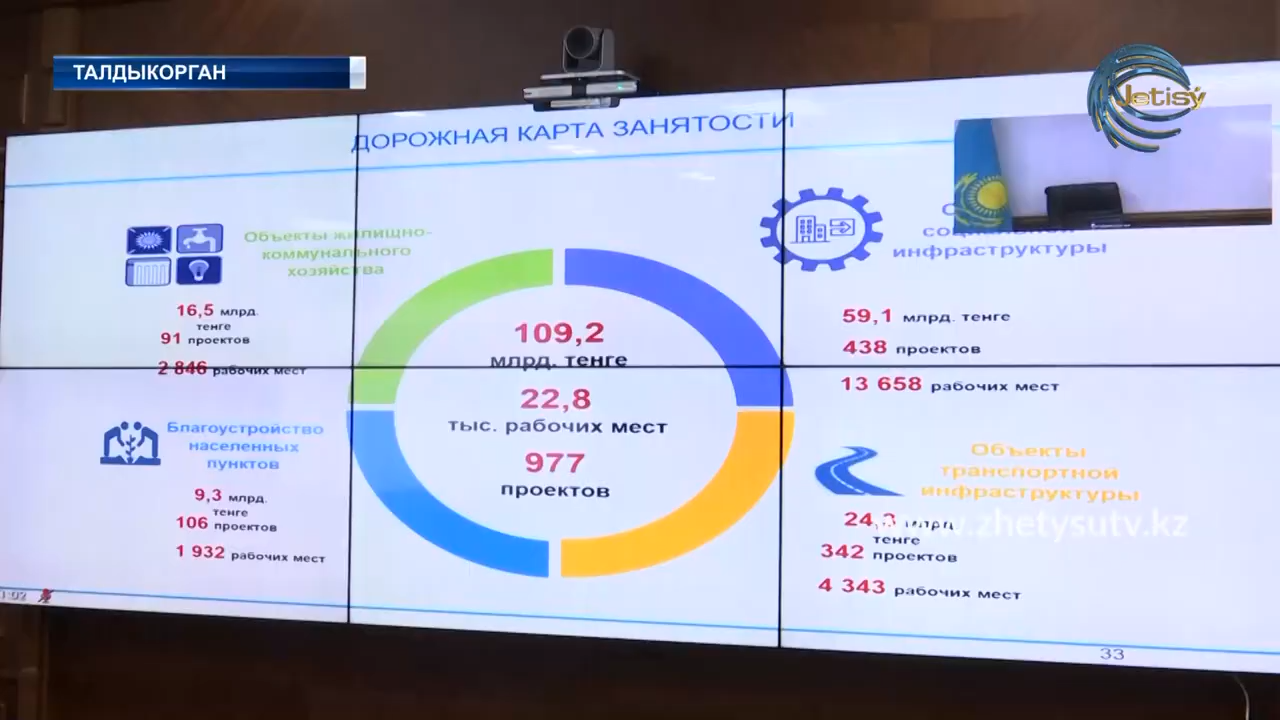 ТАЛДЫКОРГАН
Jetisý
ДОРОЖНАЯ КАРТА ЗАНЯТОСТИ
Объекты жилищно-
коммунального
хозяйства
16,5 млрд.
тенге
91 проектов
2 846 рабочих мест
Благоустройство
населенных
пунктов
9,3 млрд.
тенге
106 проектов
1 932 рабочих мест
109,2
млрд. тенге
22,8
тыс. рабочих мест
977
проектов
инфраструктуры
59,1 млрд. тенге
438 проектов
13 658 рабочих мест
Объекты
транспортной
инфраструктуры
24,3 млрд.
тенге
342 проектов
4 343 рабочих мест
www.zhetysutv.kz
33